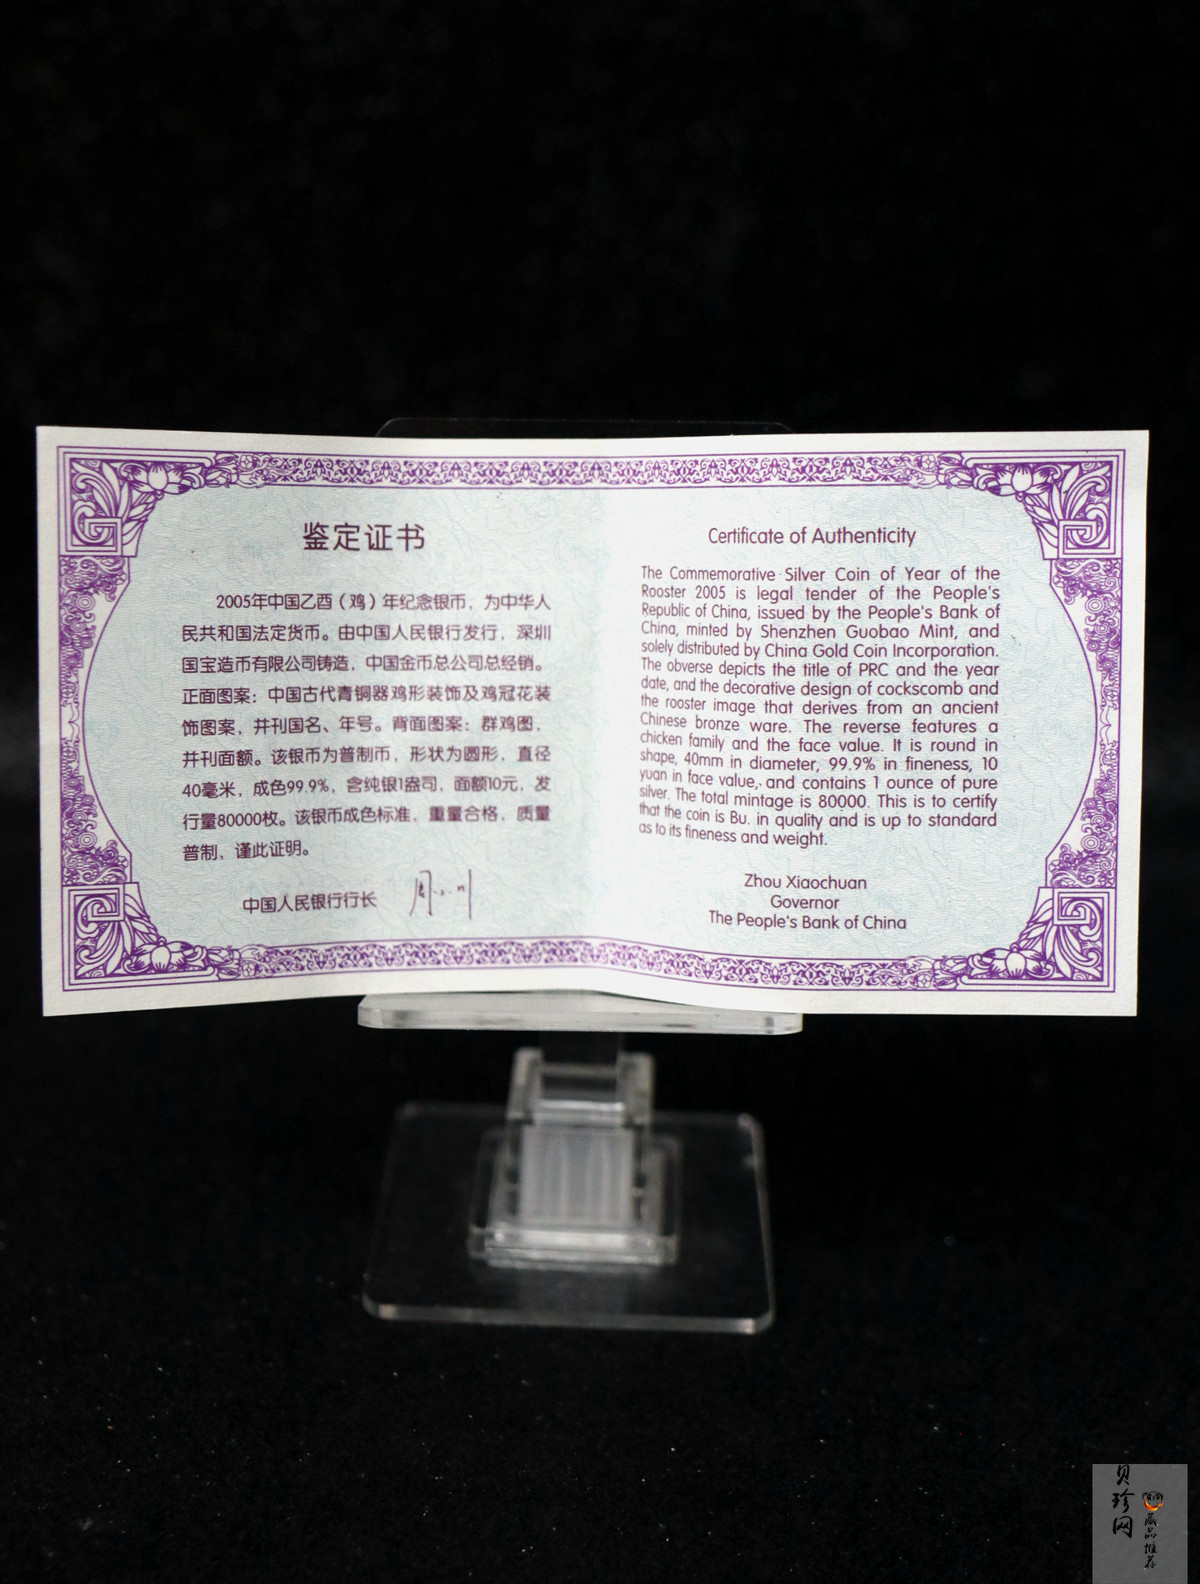 鉴定证书
2005年中国乙酉（鸡）年纪念银币，为中华人
民共和国法定货币。由中国人民银行发行，深圳
国宝造币有限公司铸造，中国金币总公司总经销。
正面图案：中国古代青铜器鸡形装饰及鸡冠花装
饰图案，并刊国名、年号。背面图案：群鸡图，
并刊面额。该银币为普制币，形状为圆形，直径
40毫米，成色99.9%，含纯银1盎司，面额10元，发
行量80000枚。该银币成色标准，重量合格，质量
普制，谨此证明。
中国人民银行行长
Certificate of Authenticity
The Commemorative Silver Coin of Year of the
Rooster 2005 is legal tender of the People's
Republic of China, issued by the People's Bank of
China, minted by Shenzhen Guobao Mint, and
solely distributed by China Gold Coin Incorporation.
The obverse depicts the title of PRC and the year
date, and the decorative design of cockscomb and
the rooster image that derives from an ancient
Chinese bronze ware. The reverse features a
chicken family and the face value. It is round in
shape, 40mm in diameter, 99.9% in fineness, 10
yuan in face value, and contains 1 ounce of pure
silver. The total mintage is 80000. This is to certify
that the coin is Bu. in quality and is up to standard
as to its fineness and weight.
Zhou Xiaochuan
Governor
The People's Bank of China
贝珍网
藏品推荐